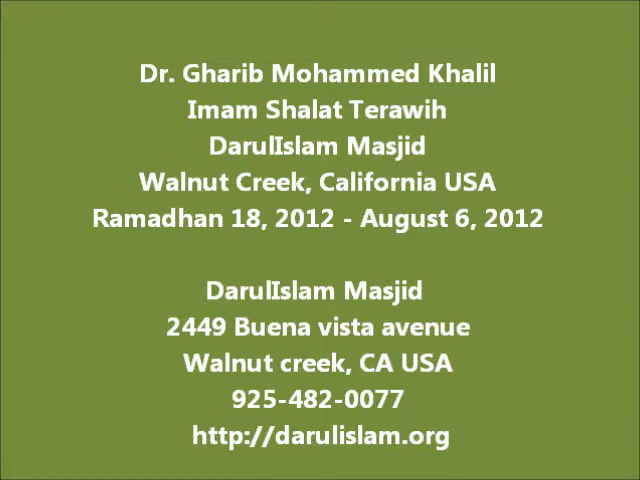 Dr. Gharib Mohammed Khalil
Imam Shalat Terawih
DarulIslam Masjid
Walnut Creek, California USA
Ramadhan 18, 2012 - August 6, 2012
DarulIslam Masjid
2449 Buena vista avenue
Walnut creek, CA USA
925-482-0077
http://darulislam.org